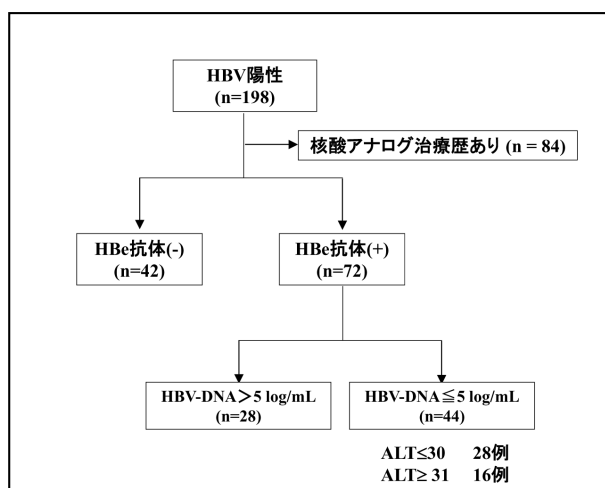 HBV陽性
(n=198)
核酸アナログ治療歴あり (n = 84)
HBe抗体(-)
(n=42)
HBe抗体(+)
(n=72)
HBV-DNA＞5 log/mL
(n=28)
HBV-DNA≦5 log/mL
(n=44)
ALT≤30 28例
ALT≥ 31 16例